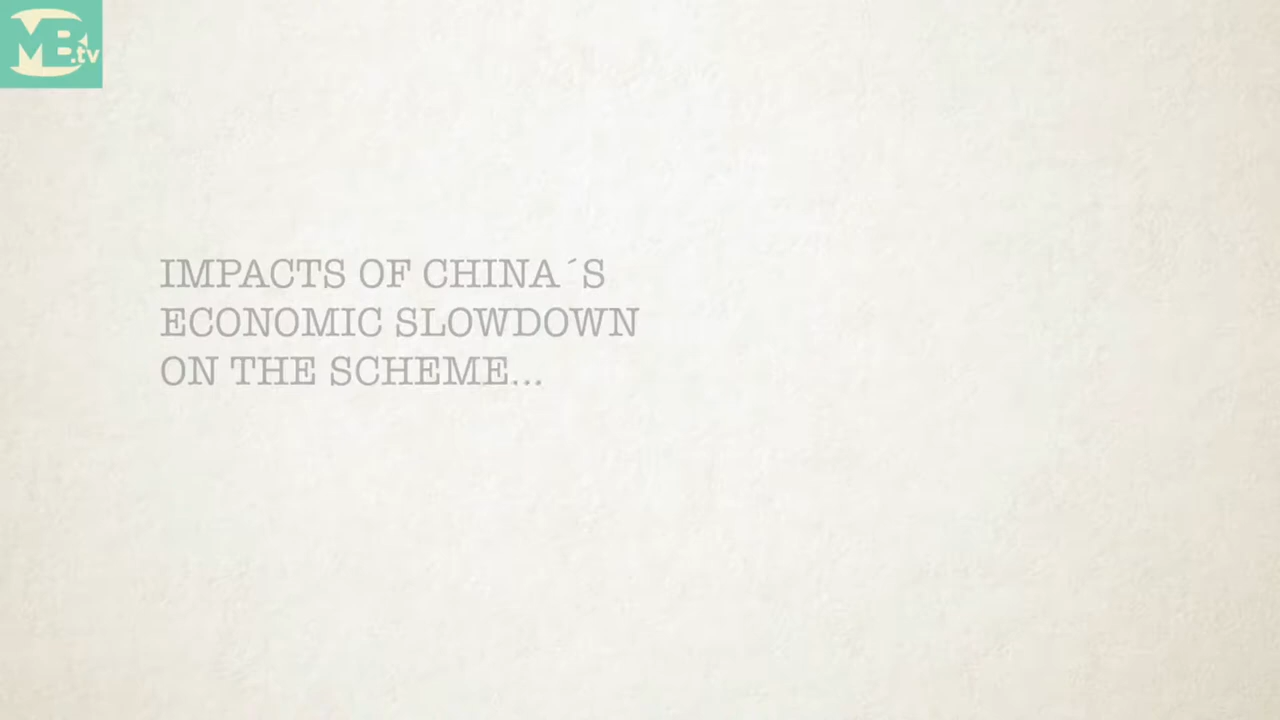 MB.tv
IMPACTS OF CHINA´S
ECONOMIC SLOWDOWN
ON THE SCHEME...